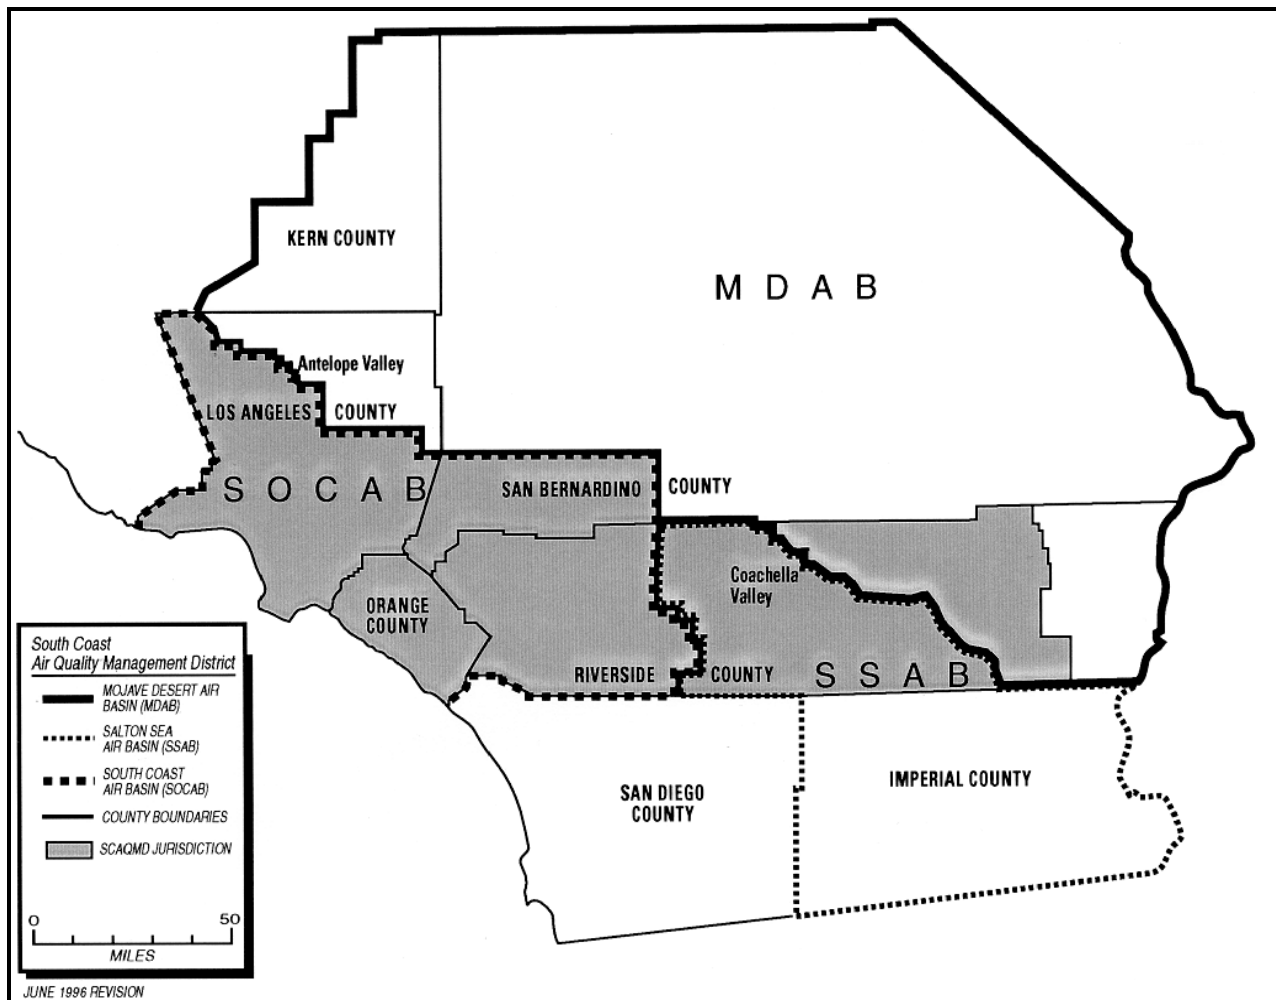 KERN COUNTY
M D A B
Antelope Valley
LOS ANGELES COUNTY
S O C A B
SAN BERNARDINO COUNTY
Coachella
Valley
ORANGE
COUNTY
RIVERSIDE COUNTY
S S A B
SAN DIEGO
COUNTY
IMPERIAL COUNTY
South Coast
Air Quality Management District
MOJAVE DESERT AIR
BASIN (MDAB)
SALTON SEA
AIR BASIN (SSAB)
SOUTH COAST
AIR BASIN (SOCAB)
COUNTY BOUNDARIES
SCAQMD JURISDICTION
0 50
MILES
JUNE 1996 REVISION